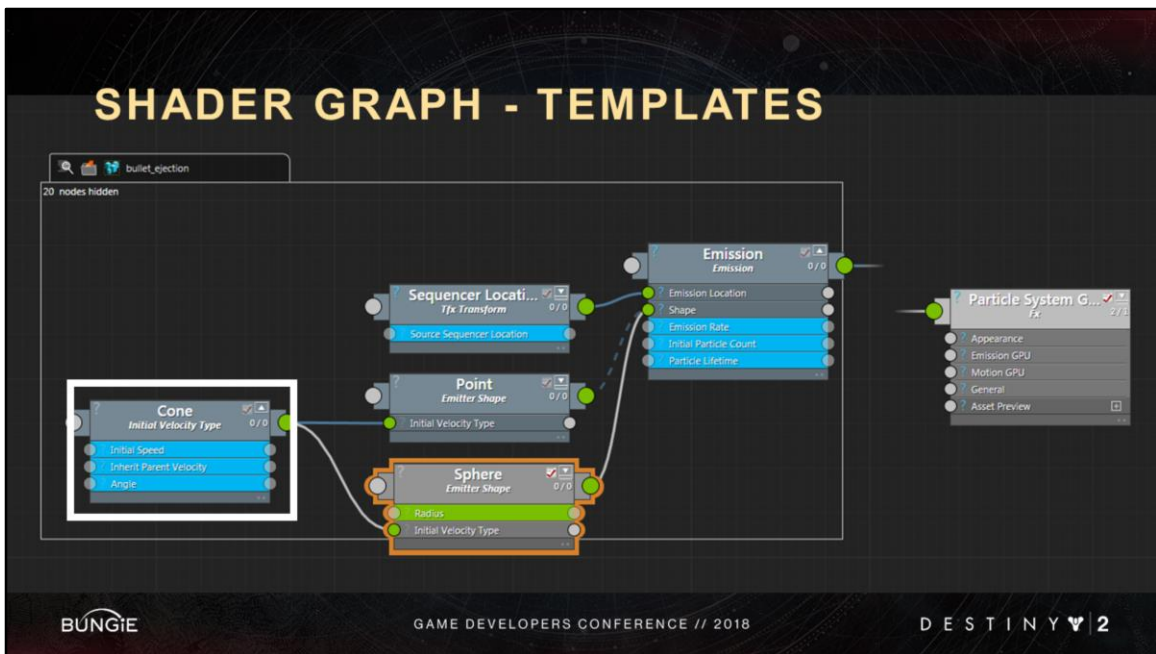 SHADER GRAPH - TEMPLATES
bullet_ejection
20 nodes hidden
Emission
Emission
0/0
? Emission Location
? Shape
? Emission Rate
? Initial Particle Count
? Particle Lifetime
Sequencer Locati...
Tfx Transform
0/0
? Source Sequencer Location
Particle System G...
Fx
2/1
? Appearance
? Emission GPU
? Motion GPU
? General
? Asset Preview
Point
Emitter Shape
0/0
? Initial Velocity Type
Cone
Initial Velocity Type
0/0
? Initial Speed
? Inherit Parent Velocity
? Angle
Sphere
Emitter Shape
0/0
Radius
Initial Velocity Type
BUNGiE
GAME DEVELOPERS CONFERENCE // 2018
DESTINY 2